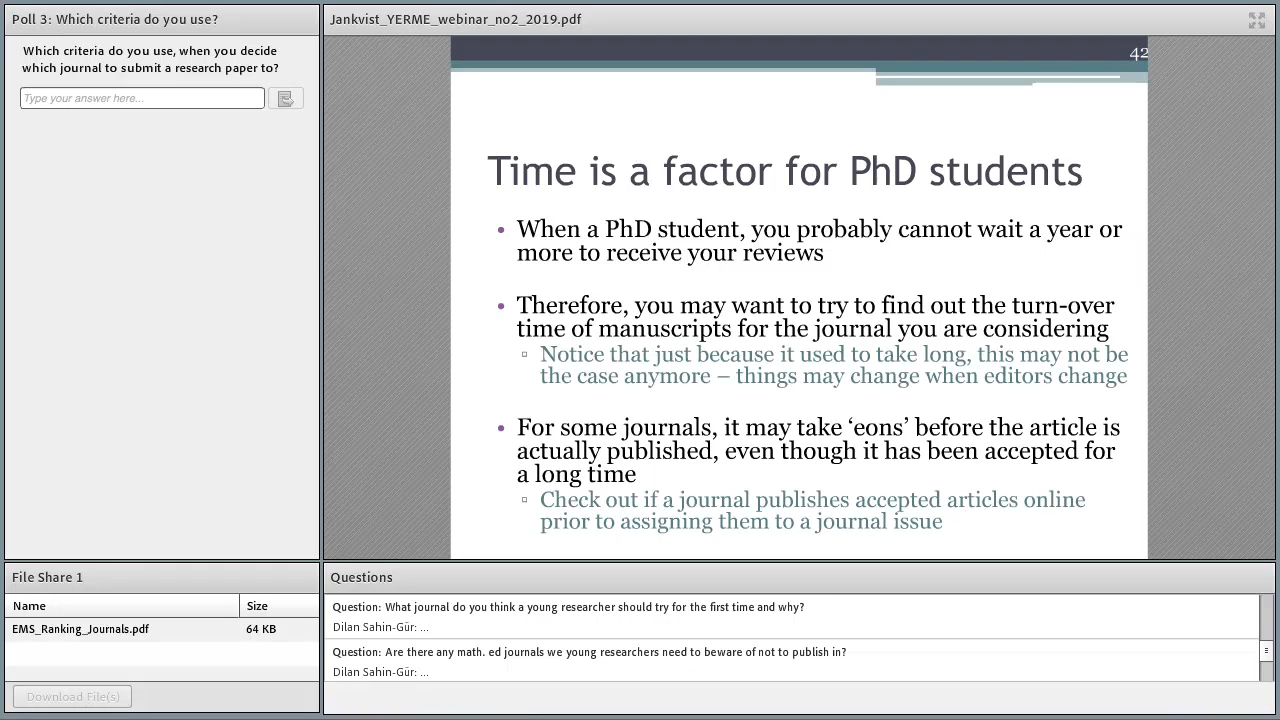 Poll 3: Which criteria do you use?
Which criteria do you use, when you decide
which journal to submit a research paper to?
Type your answer here...
Jankvist_YERME_webinar_no2_2019.pdf
42
Time is a factor for PhD students
• When a PhD student, you probably cannot wait a year or
more to receive your reviews
• Therefore, you may want to try to find out the turn-over
time of manuscripts for the journal you are considering
▫ Notice that just because it used to take long, this may not be
the case anymore – things may change when editors change
• For some journals, it may take ‘eons’ before the article is
actually published, even though it has been accepted for
a long time
▫ Check out if a journal publishes accepted articles online
prior to assigning them to a journal issue
File Share 1
Name Size
EMS_Ranking_Journals.pdf 64 KB
Download File(s)
Questions
Question: What journal do you think a young researcher should try for the first time and why?
Dilan Sahin-Gür: ...
Question: Are there any math. ed journals we young researchers need to beware of not to publish in?
Dilan Sahin-Gür: ...